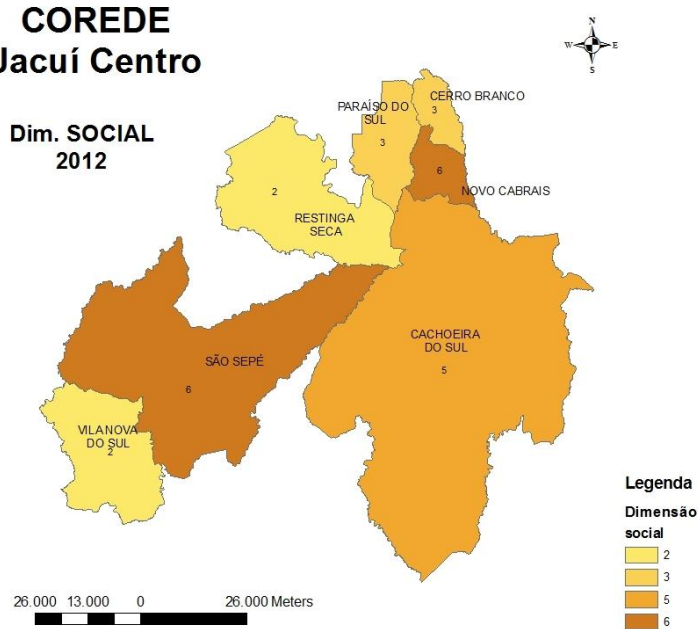 COREDE
Jacuí Centro
Dim. SOCIAL
2012
N
W E
S
PARAÍSO DO
SUL
3
CERRO BRANCO
3
6
NOVO CABRAIS
2
RESTINGA
SECA
CACHOEIRA
DO SUL
5
SÃO SEPÉ
6
VILA NOVA
DO SUL
2
Legenda
Dimensão
social
2
3
5
6
26.000 13.000 0 26.000 Meters